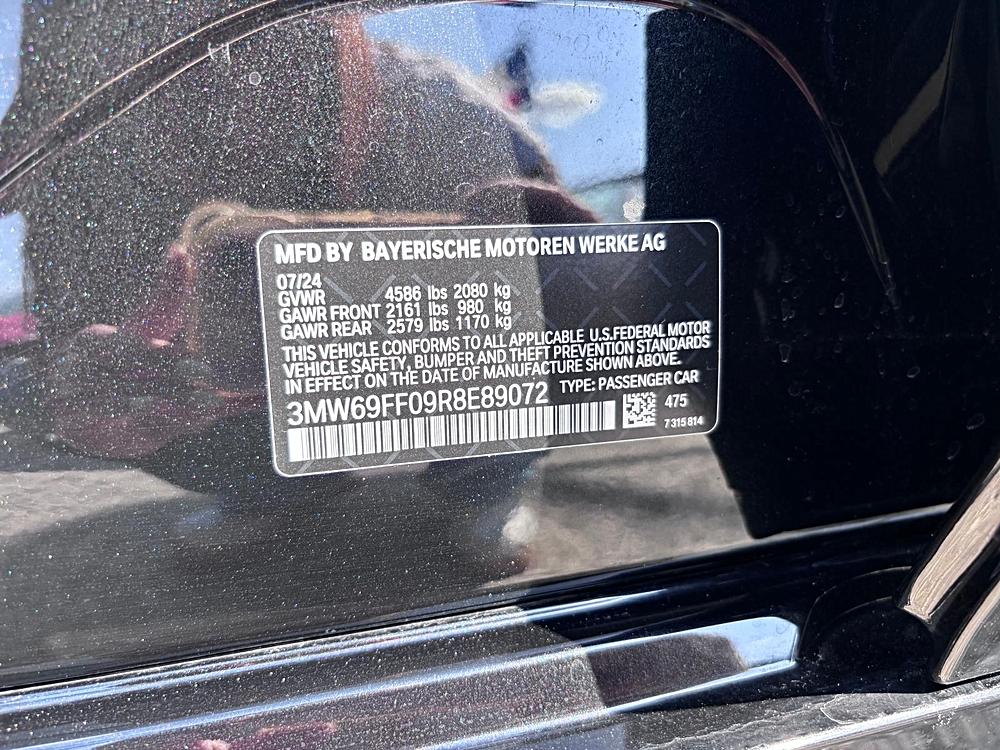 MFD BY BAYERISCHE MOTOREN WERKE AG
07/24
GVWR 4586 lbs 2080 kg
GAWR FRONT 2161 lbs 980 kg
GAWR REAR 2579 lbs 1170 kg
THIS VEHICLE CONFORMS TO ALL APPLICABLE U.S.FEDERAL MOTOR
VEHICLE SAFETY, BUMPER AND THEFT PREVENTION STANDARDS
IN EFFECT ON THE DATE OF MANUFACTURE SHOWN ABOVE.
3MW69FF09R8E89072 TYPE: PASSENGER CAR
475
7 315 814